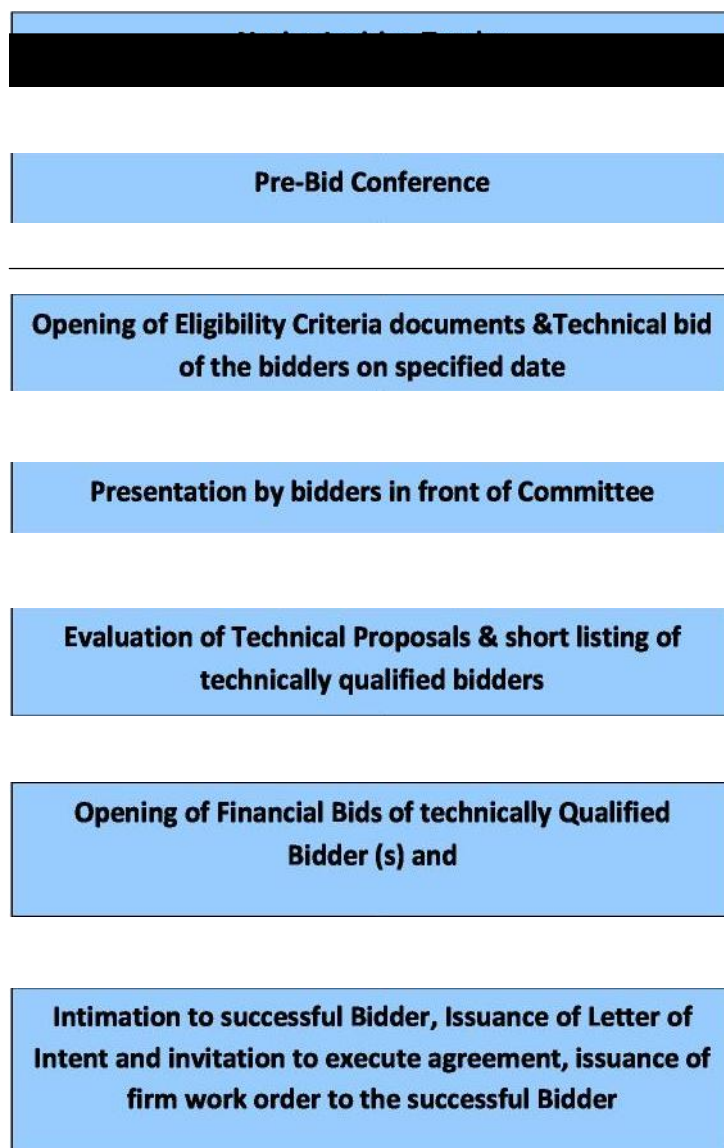 Pre-Bid Conference
Opening of Eligibility Criteria documents &Technical bid
of the bidders on specified date
Presentation by bidders in front of Committee
Evaluation of Technical Proposals & short listing of
technically qualified bidders
Opening of Financial Bids of technically Qualified
Bidder (s) and
Intimation to successful Bidder, Issuance of Letter of
Intent and invitation to execute agreement, issuance of
firm work order to the successful Bidder